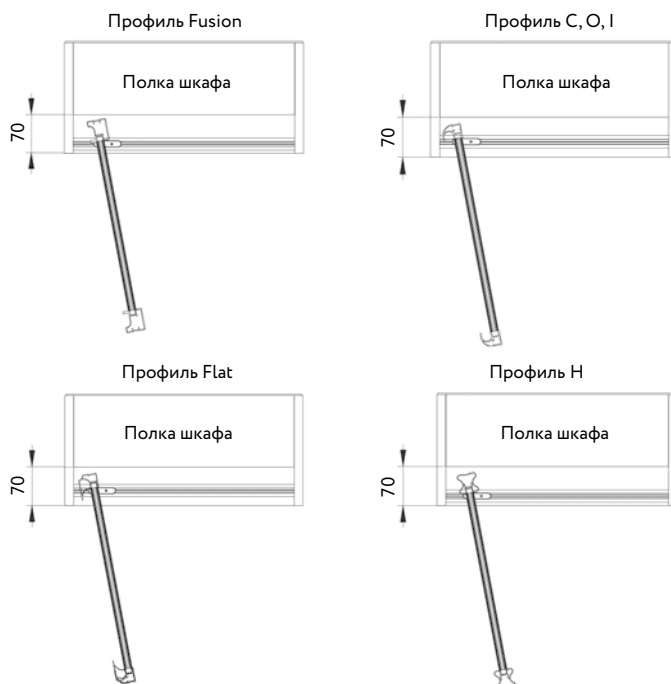 Профиль Fusion
Профиль C, O, I
Полка шкафа
Полка шкафа
70
70
Профиль Flat
Профиль H
Полка шкафа
Полка шкафа
70
70